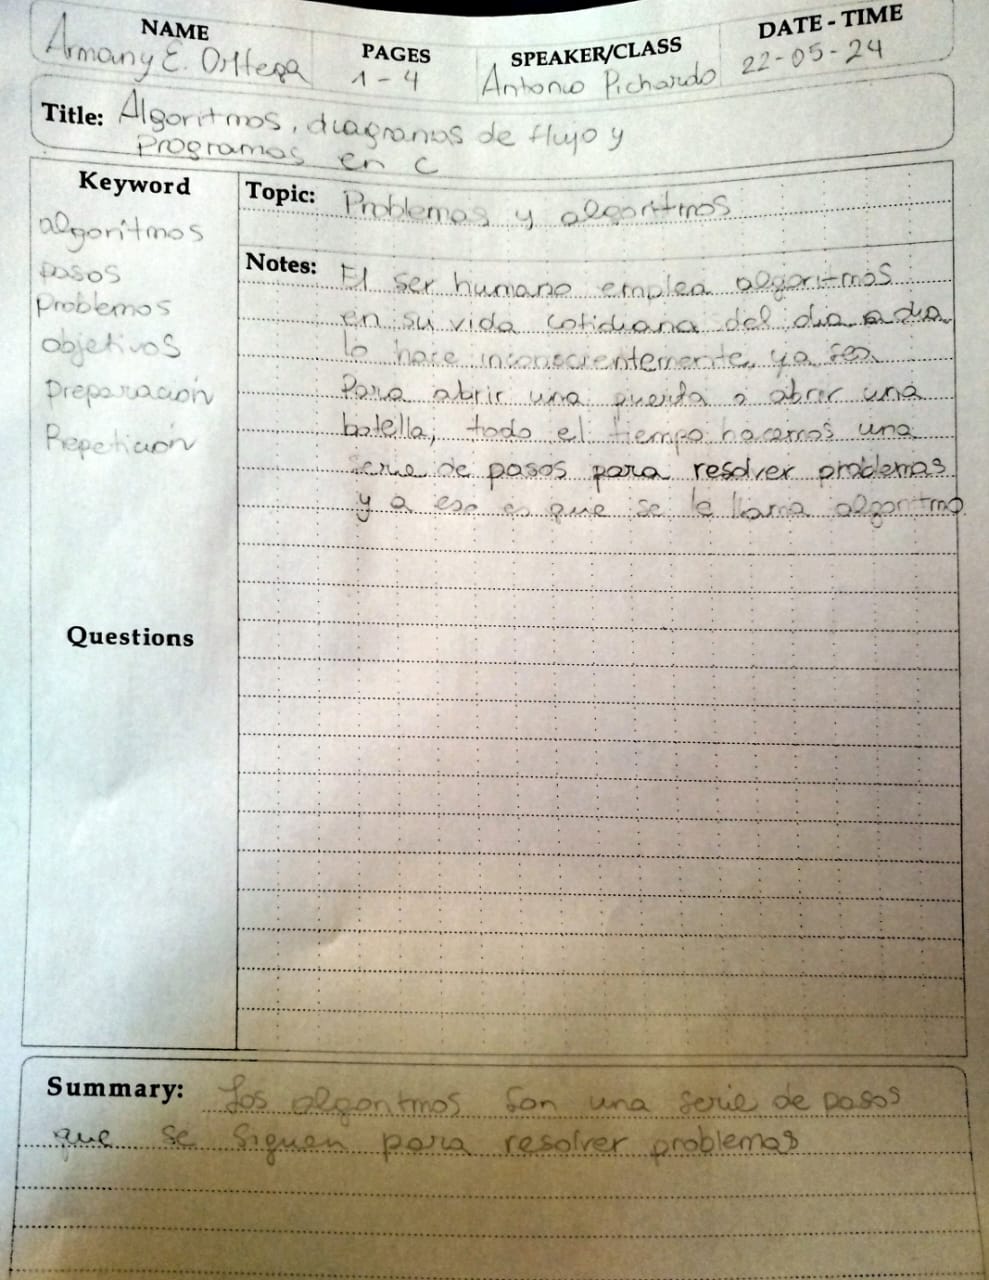 NAME PAGES SPEAKER/CLASS DATE - TIME
Armany E. Orttega 1-4 Antonio Pichardo 22-05-24
Title: Algoritmos, diagramas de flujo y
Programas en C
Keyword
algorítmos
pasos
problemas
objetivos
Preparación
Repetición
Questions
Topic: Problemas y algoritmos
Notes: El ser humano emplea algoritmos
en su vida cotidiana del dia a dia
lo hace inconscientemente, ya sea
Para abrir una puerta o abrir una
botella, todo el tiempo hacemos una
serie de pasos para resolver problemas
y a eso es que se le llama algoritmo
Summary: Los algoritmos son una serie de pasos
que se siguen para resolver problemas